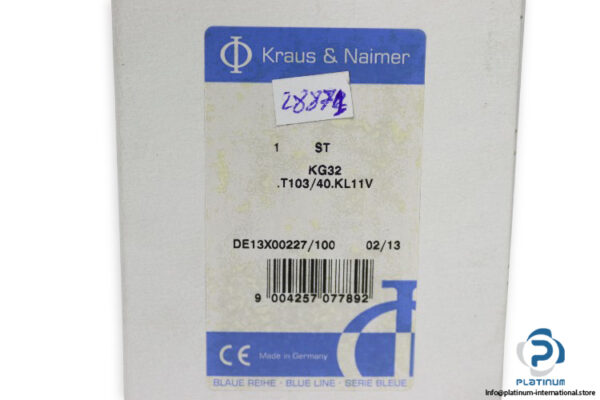 Kraus & Naimer
28874
1 ST
KG32
.T103/40.KL11V
DE13X00227/100 02/13
9 004257 077892
CE Made in Germany
BLAUE REIHE · BLUE LINE · SERIE BLEUE
PLATINUM
info@platinum-international.store